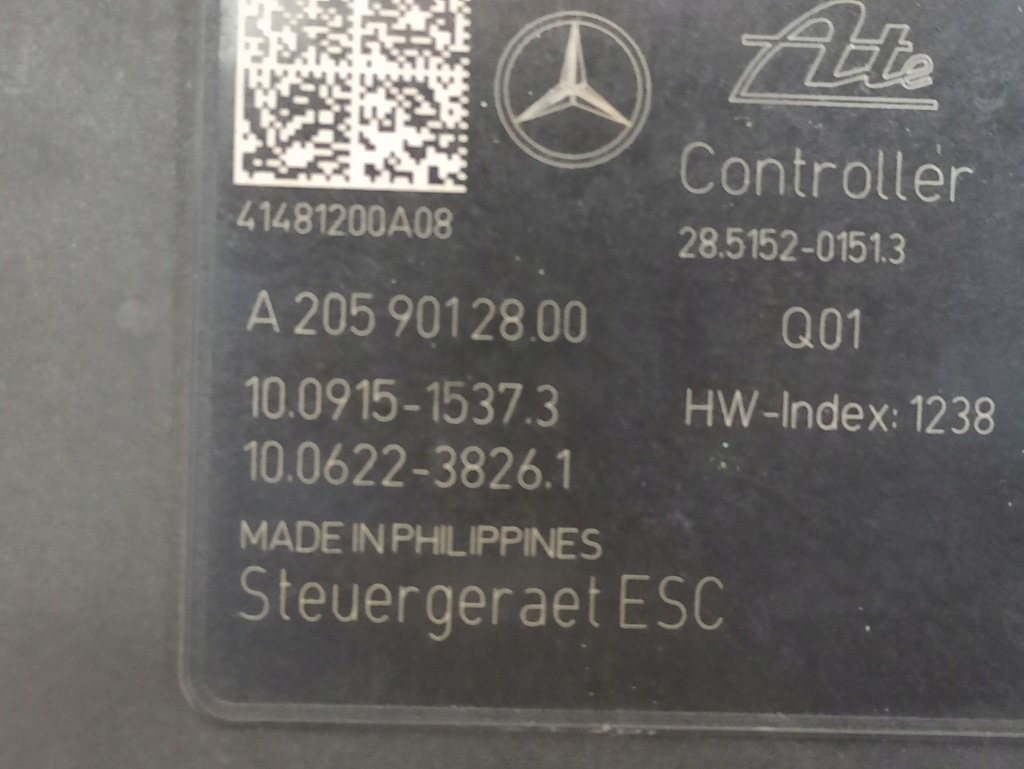 Ate
Controller
41481200A08
28.5152-0151.3
A 205 901 28 00
Q01
10.0915-1537.3
HW-Index: 1238
10.0622-3826.1
MADE IN PHILIPPINES
Steuergeraet ESC